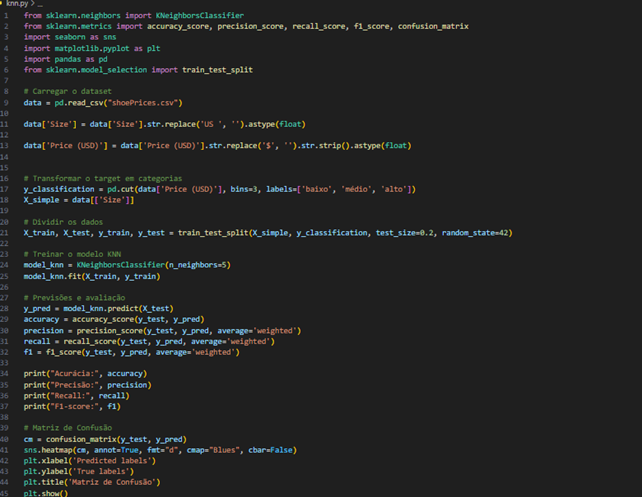 knn.py > ...
1 from sklearn.neighbors import KNeighborsClassifier
2 from sklearn.metrics import accuracy_score, precision_score, recall_score, f1_score, confusion_matrix
3 import seaborn as sns
4 import matplotlib.pyplot as plt
5 import pandas as pd
6 from sklearn.model_selection import train_test_split
7
8 # Carregar o dataset
9 data = pd.read_csv("shoePrices.csv")
10
11 data['Size'] = data['Size'].str.replace('US ', '').astype(float)
12
13 data['Price (USD)'] = data['Price (USD)'].str.replace('$', '').str.strip().astype(float)
14
15
16 # Transformar o target em categorias
17 y_classification = pd.cut(data['Price (USD)'], bins=3, labels=['baixo', 'médio', 'alto'])
18 X_simple = data[['Size']]
19
20 # Dividir os dados
21 X_train, X_test, y_train, y_test = train_test_split(X_simple, y_classification, test_size=0.2, random_state=42)
22
23 # Treinar o modelo KNN
24 model_knn = KNeighborsClassifier(n_neighbors=5)
25 model_knn.fit(X_train, y_train)
26
27 # Previsões e avaliação
28 y_pred = model_knn.predict(X_test)
29 accuracy = accuracy_score(y_test, y_pred)
30 precision = precision_score(y_test, y_pred, average='weighted')
31 recall = recall_score(y_test, y_pred, average='weighted')
32 f1 = f1_score(y_test, y_pred, average='weighted')
33
34 print("Acurácia:", accuracy)
35 print("Precisão:", precision)
36 print("Recall:", recall)
37 print("F1-score:", f1)
38
39 # Matriz de Confusão
40 cm = confusion_matrix(y_test, y_pred)
41 sns.heatmap(cm, annot=True, fmt="d", cmap="Blues", cbar=False)
42 plt.xlabel('Predicted labels')
43 plt.ylabel('True labels')
44 plt.title('Matriz de Confusão')
45 plt.show()